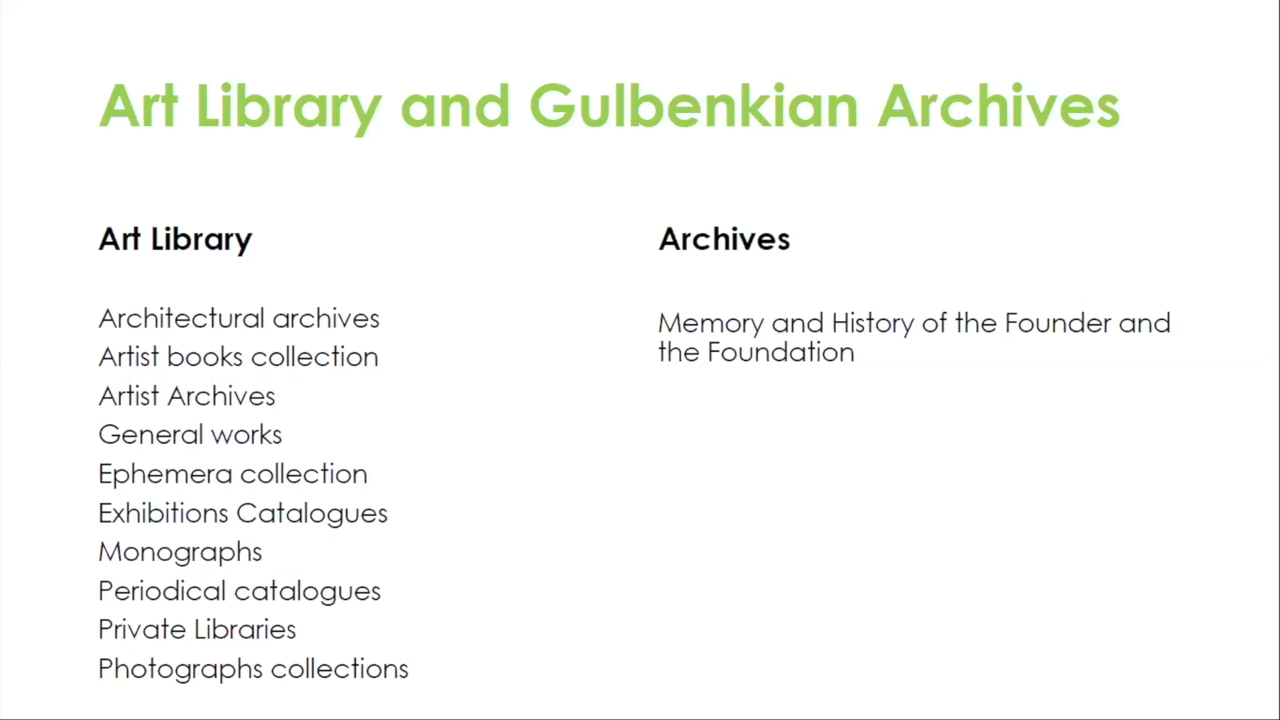 Art Library and Gulbenkian Archives
Art Library
Architectural archives
Artist books collection
Artist Archives
General works
Ephemera collection
Exhibitions Catalogues
Monographs
Periodical catalogues
Private Libraries
Photographs collections
Archives
Memory and History of the Founder and
the Foundation